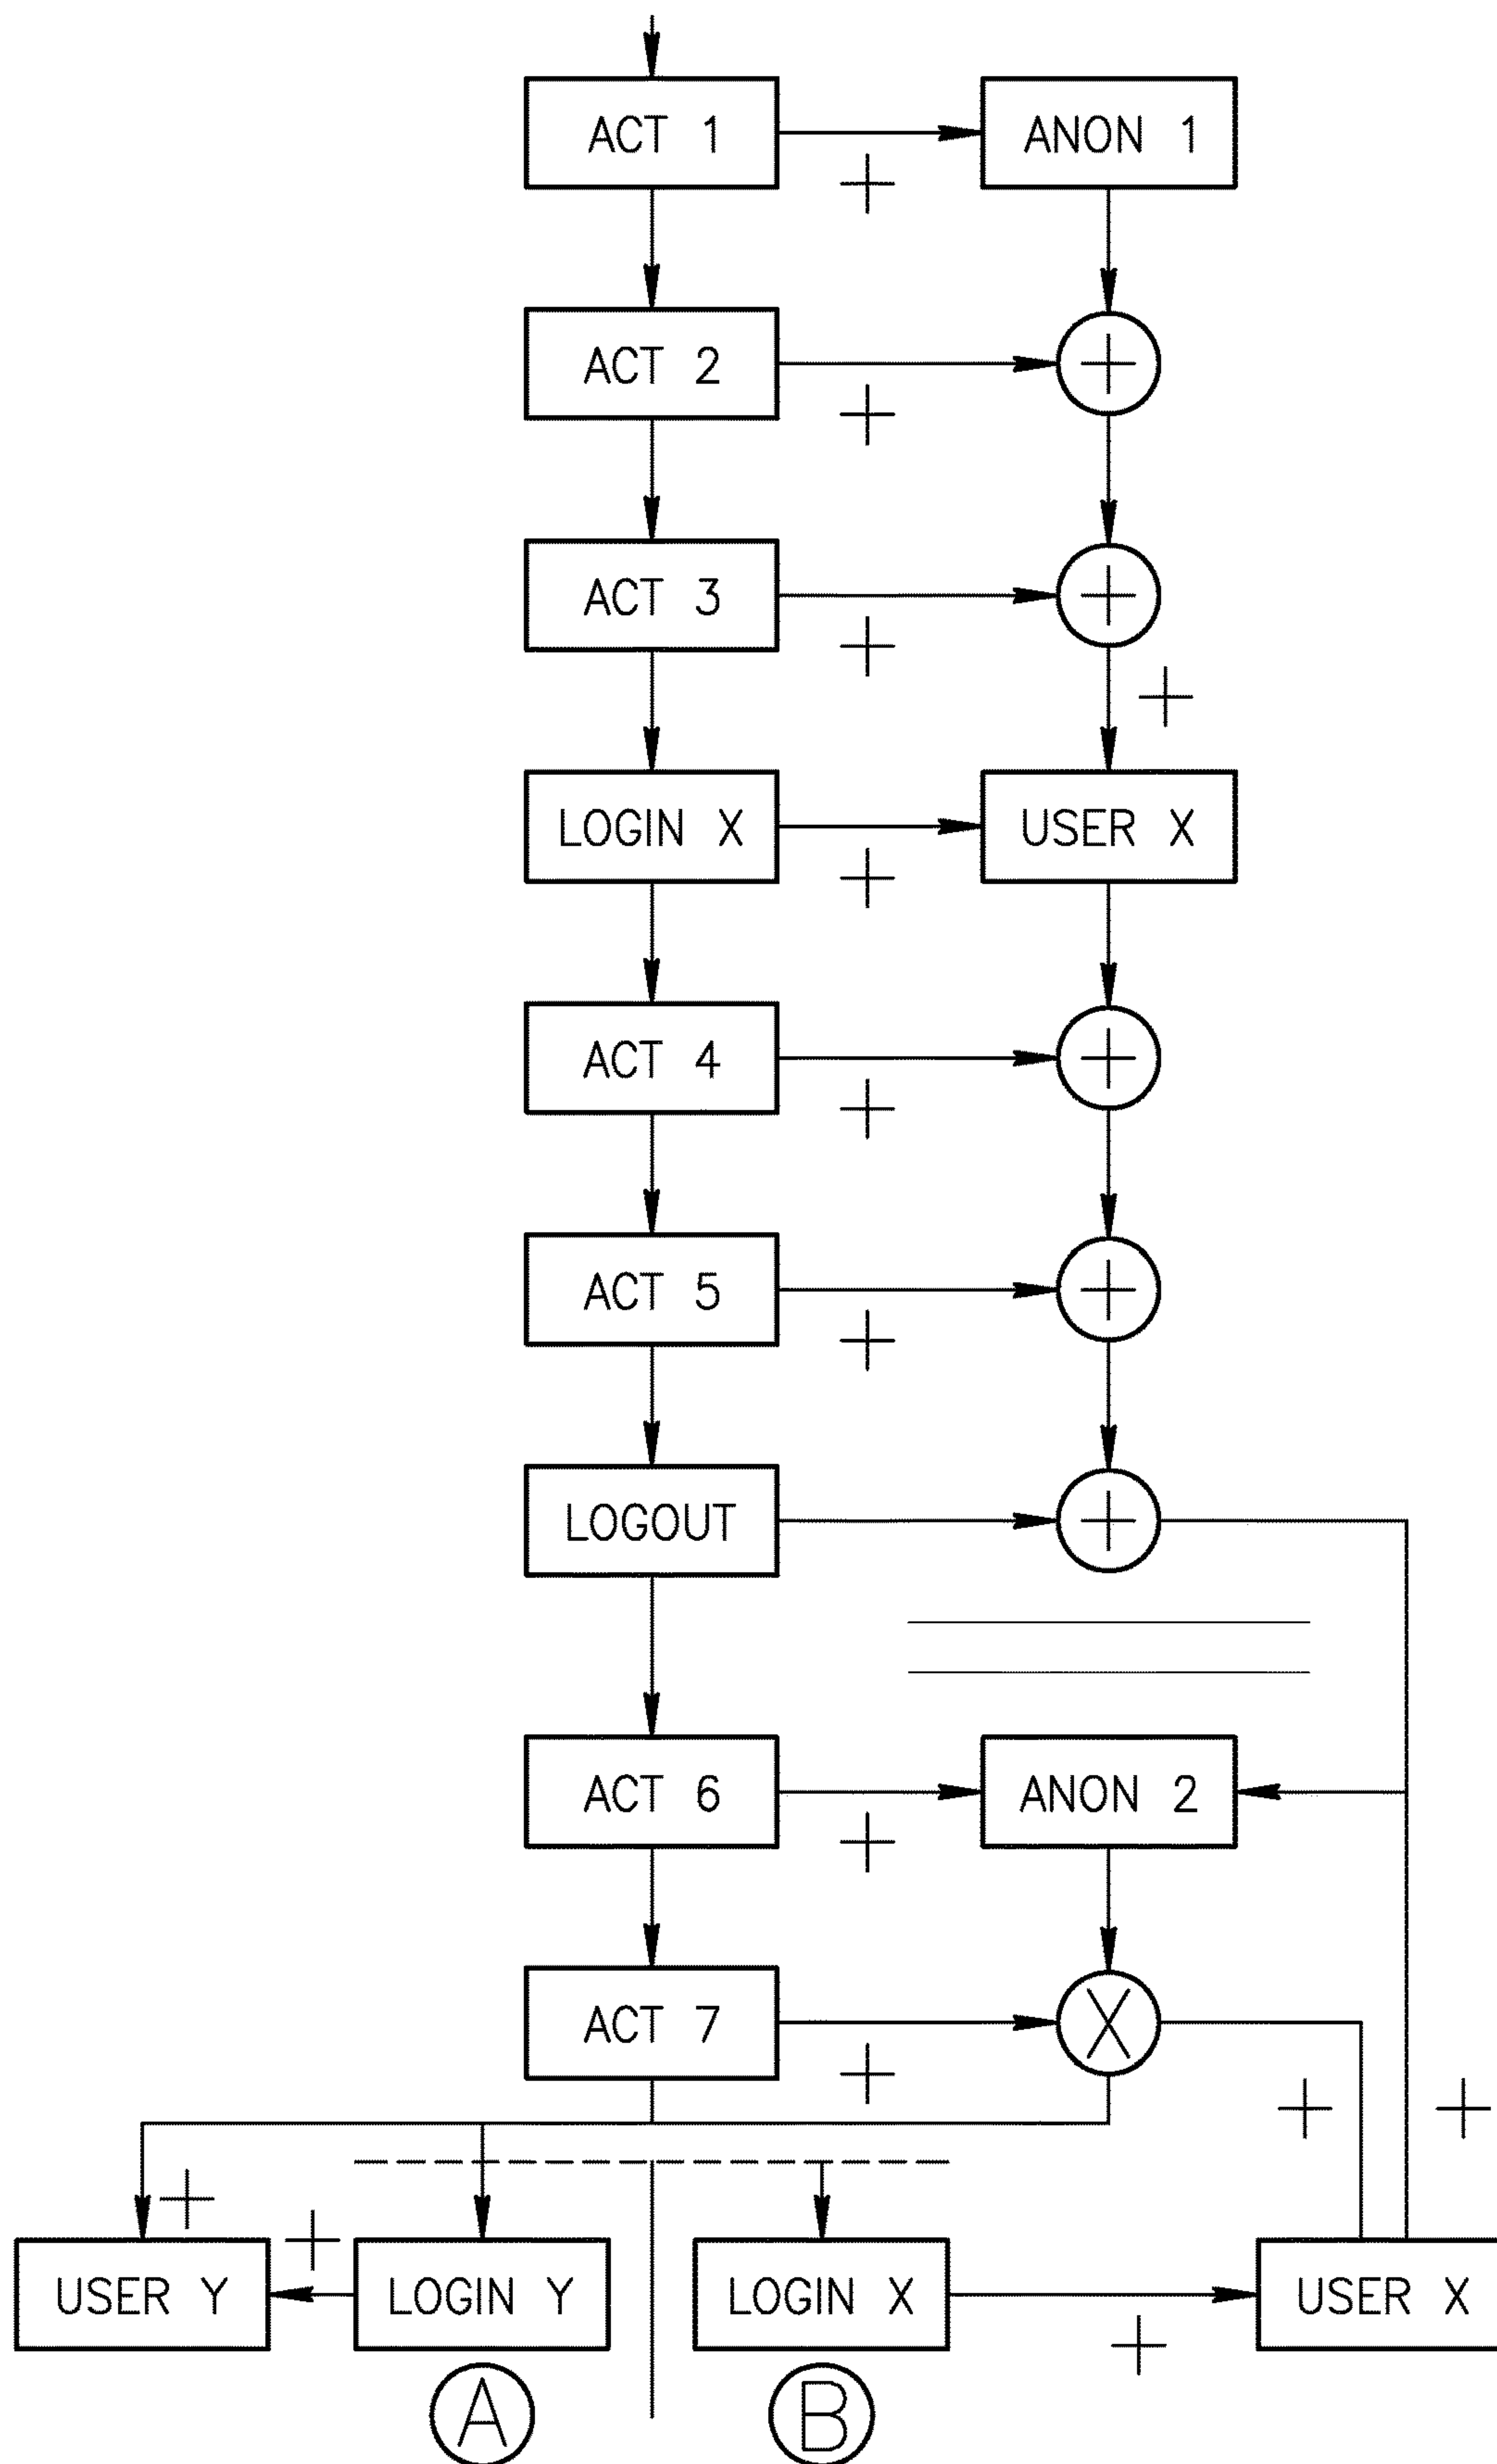 ACT 1
ANON 1
+
ACT 2
+
+
ACT 3
+
+
+
LOGIN X
USER X
+
ACT 4
+
+
ACT 5
+
+
LOGOUT
+
ACT 6
ANON 2
+
ACT 7
X
+
+
+
+
+
USER Y
LOGIN Y
LOGIN X
USER X
+
A
B